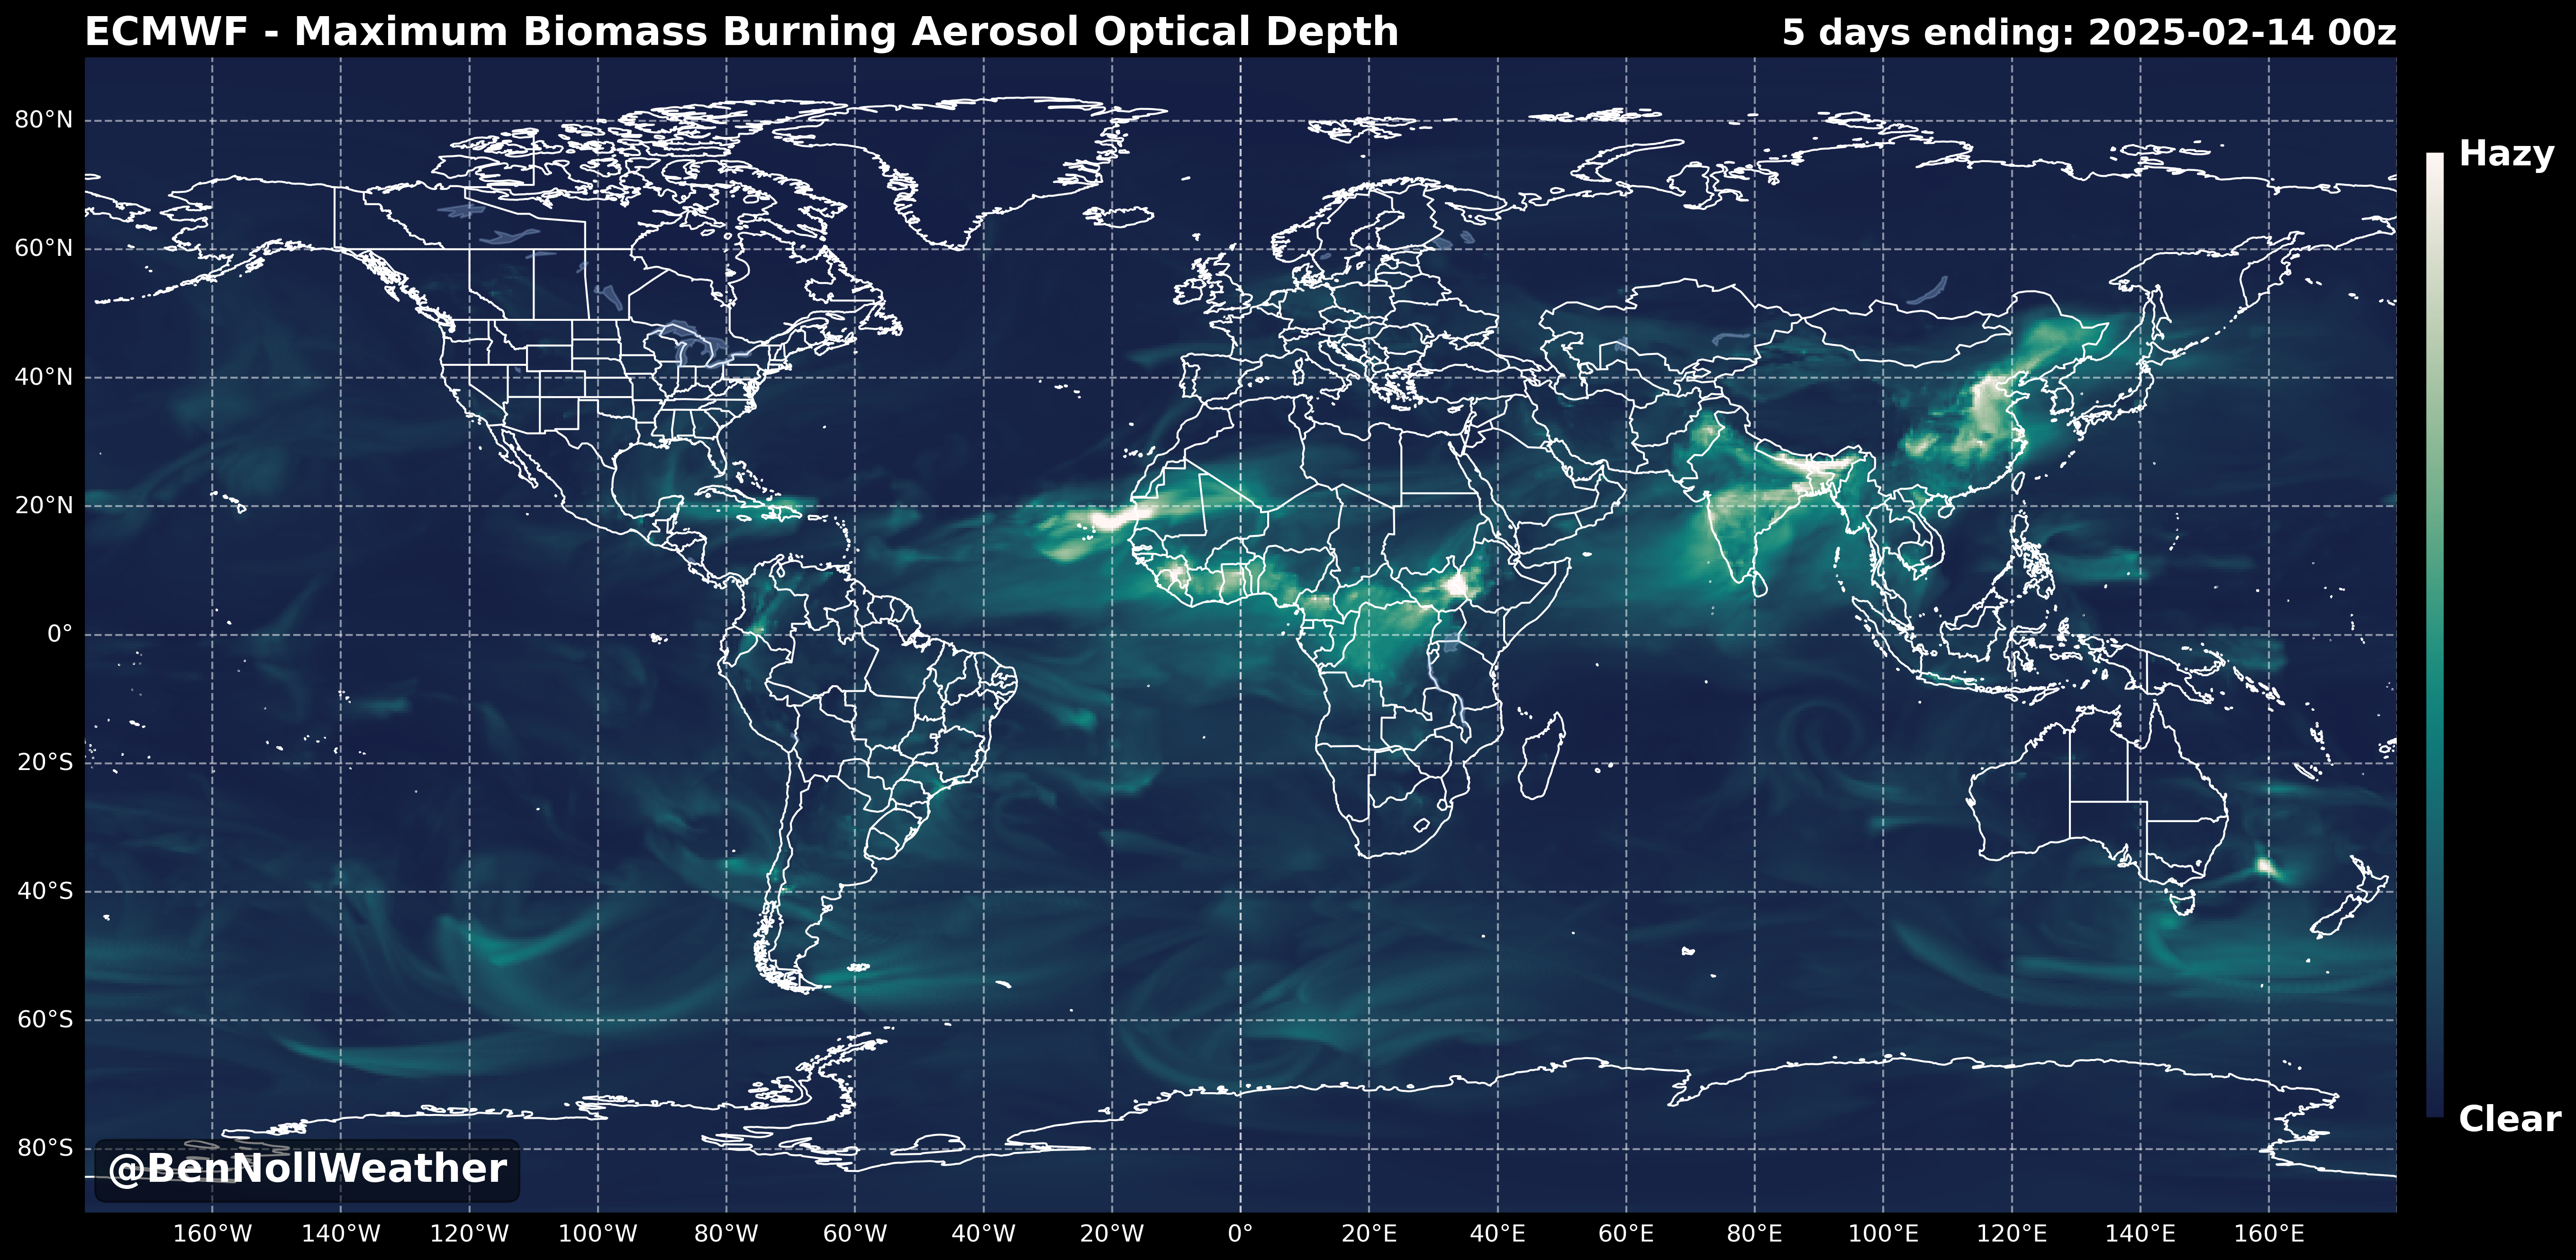 ECMWF - Maximum Biomass Burning Aerosol Optical Depth
5 days ending: 2025-02-14 00z
80°N
60°N
40°N
20°N
0°
20°S
40°S
60°S
80°S
Hazy
Clear
@BenNollWeather
160°W 140°W 120°W 100°W 80°W 60°W 40°W 20°W 0° 20°E 40°E 60°E 80°E 100°E 120°E 140°E 160°E